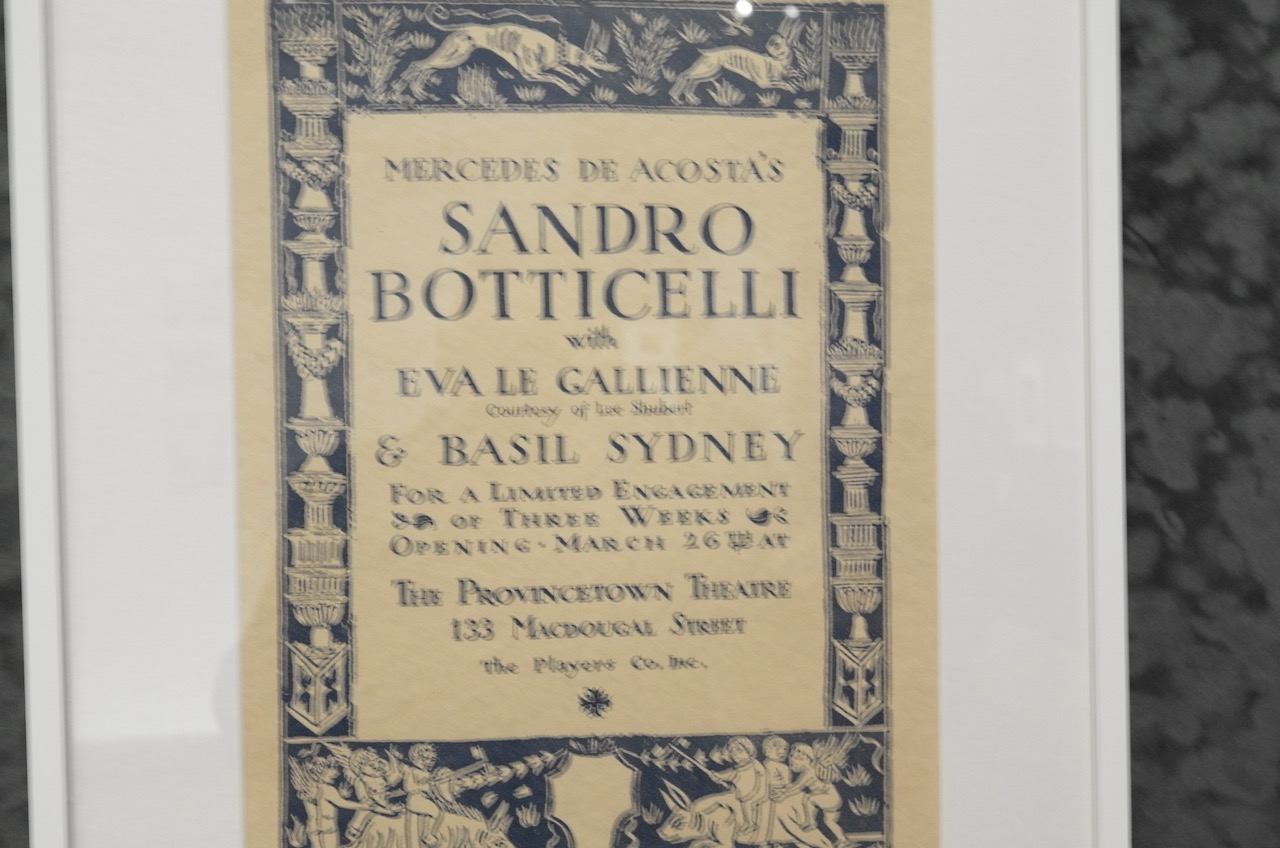 MERCEDES DE ACOSTA'S
SANDRO
BOTTICELLI
with
EVA LE GALLIENNE
Courtesy of Lee Shubert
& BASIL SYDNEY
FOR A LIMITED ENGAGEMENT
OF THREE WEEKS
OPENING · MARCH 26TH AT
THE PROVINCETOWN THEATRE
133 MACDOUGAL STREET
The Players Co. Inc.